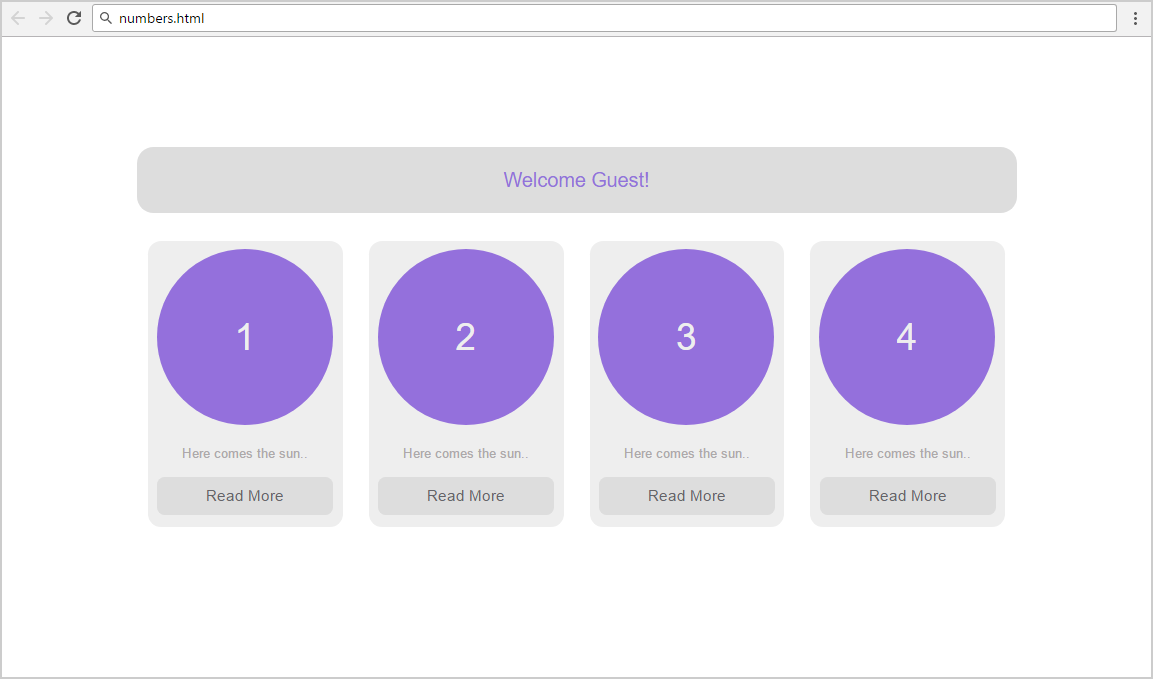 numbers.html
Welcome Guest!
1 2 3 4
Here comes the sun.. Here comes the sun.. Here comes the sun.. Here comes the sun..
Read More Read More Read More Read More